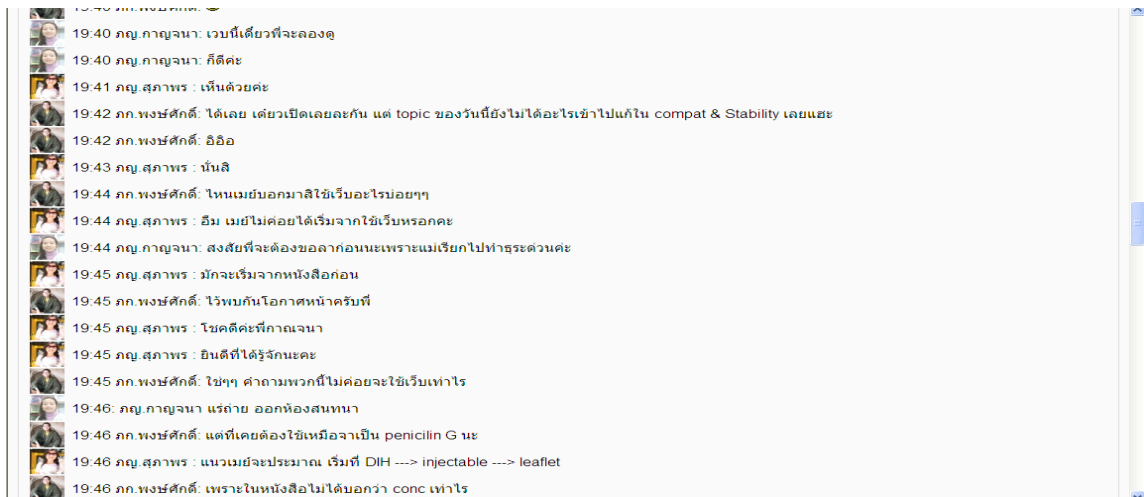 19:40 ภก.พงษ์ศักดิ์:
19:40 ภญ.กาญจนา: เวบนี้เดี๋ยวพี่จะลองดู
19:40 ภญ.กาญจนา: ก็ดีค่ะ
19:41 ภญ.สุภาพร : เห็นด้วยค่ะ
19:42 ภก.พงษ์ศักดิ์: ได้เลย เด๋ยวเปิดเลยละกัน แต่ topic ของวันนี้ยังไม่ได้อะไรเข้าไปแก้ใน compat & Stability เลยแฮะ
19:42 ภก.พงษ์ศักดิ์: อิอิอ
19:43 ภญ.สุภาพร : นั่นสิ
19:44 ภก.พงษ์ศักดิ์: ไหนเมย์บอกมาสิใช้เว็บอะไรบ่อยๆๆ
19:44 ภญ.สุภาพร : อืม เมย์ไม่ค่อยได้เริ่มจากใช้เว็บหรอกคะ
19:44 ภญ.กาญจนา: สงสัยพี่จะต้องขอลาก่อนนะเพราะแม่เรียกไปทำธุระด่วนค่ะ
19:45 ภญ.สุภาพร : มักจะเริ่มจากหนังสือก่อน
19:45 ภก.พงษ์ศักดิ์: ไว้พบกันโอกาศหน้าครับพี่
19:45 ภญ.สุภาพร : โชคดีค่ะพี่กาณจนา
19:45 ภญ.สุภาพร : ยินดีที่ได้รู้จักนะคะ
19:45 ภก.พงษ์ศักดิ์: ใช่ๆๆ คำถามพวกนี้ไม่ค่อยจะใช้เว็บเท่าไร
19:46: ภญ.กาญจนา แร่ถ่าย ออกห้องสนทนา
19:46 ภก.พงษ์ศักดิ์: แต่ที่เคยต้องใช้เหมือจาเป็น penicilin G นะ
19:46 ภญ.สุภาพร : แนวเมย์จะประมาณ เริ่มที่ DIH ---> injectable ---> leaflet
19:46 ภก.พงษ์ศักดิ์: เพราะในหนังสือไม่ได้บอกว่า conc เท่าไร